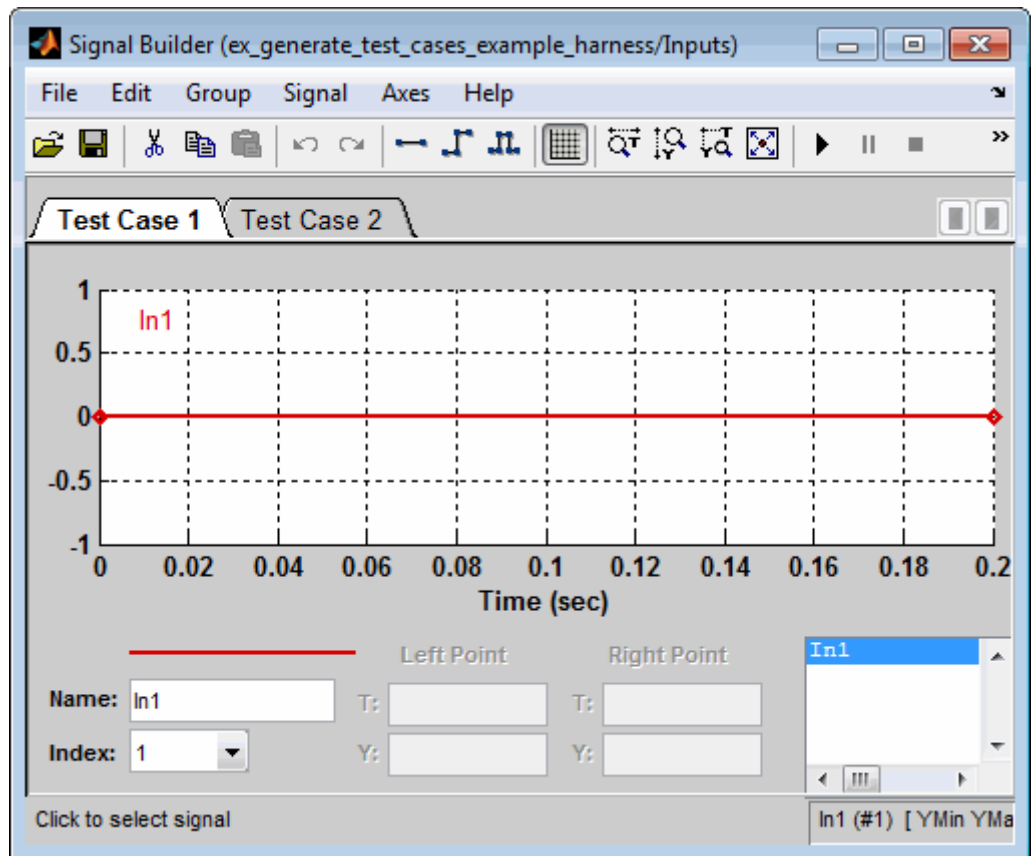 Signal Builder (ex_generate_test_cases_example_harness/Inputs)
File Edit Group Signal Axes Help
Test Case 1 Test Case 2
1
In1
0.5
0
-0.5
-1
0 0.02 0.04 0.06 0.08 0.1 0.12 0.14 0.16 0.18 0.2
Time (sec)
Left Point Right Point In1
Name: In1 T: T:
Index: 1 Y: Y:
Click to select signal In1 (#1) [ YMin YMa